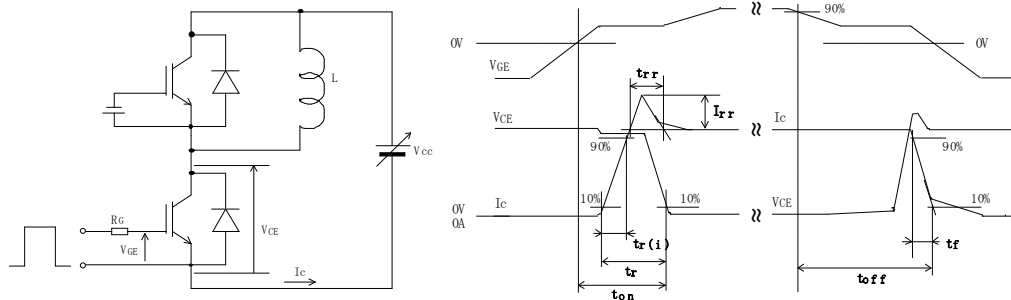 L
Vcc
RG
VGE
VCE
Ic
0V
VGE
trr
Irr
VCE
90%
10%
10%
0V
0A
Ic
tr(i)
tr
ton
90%
0V
Ic
90%
VCE
10%
tf
toff